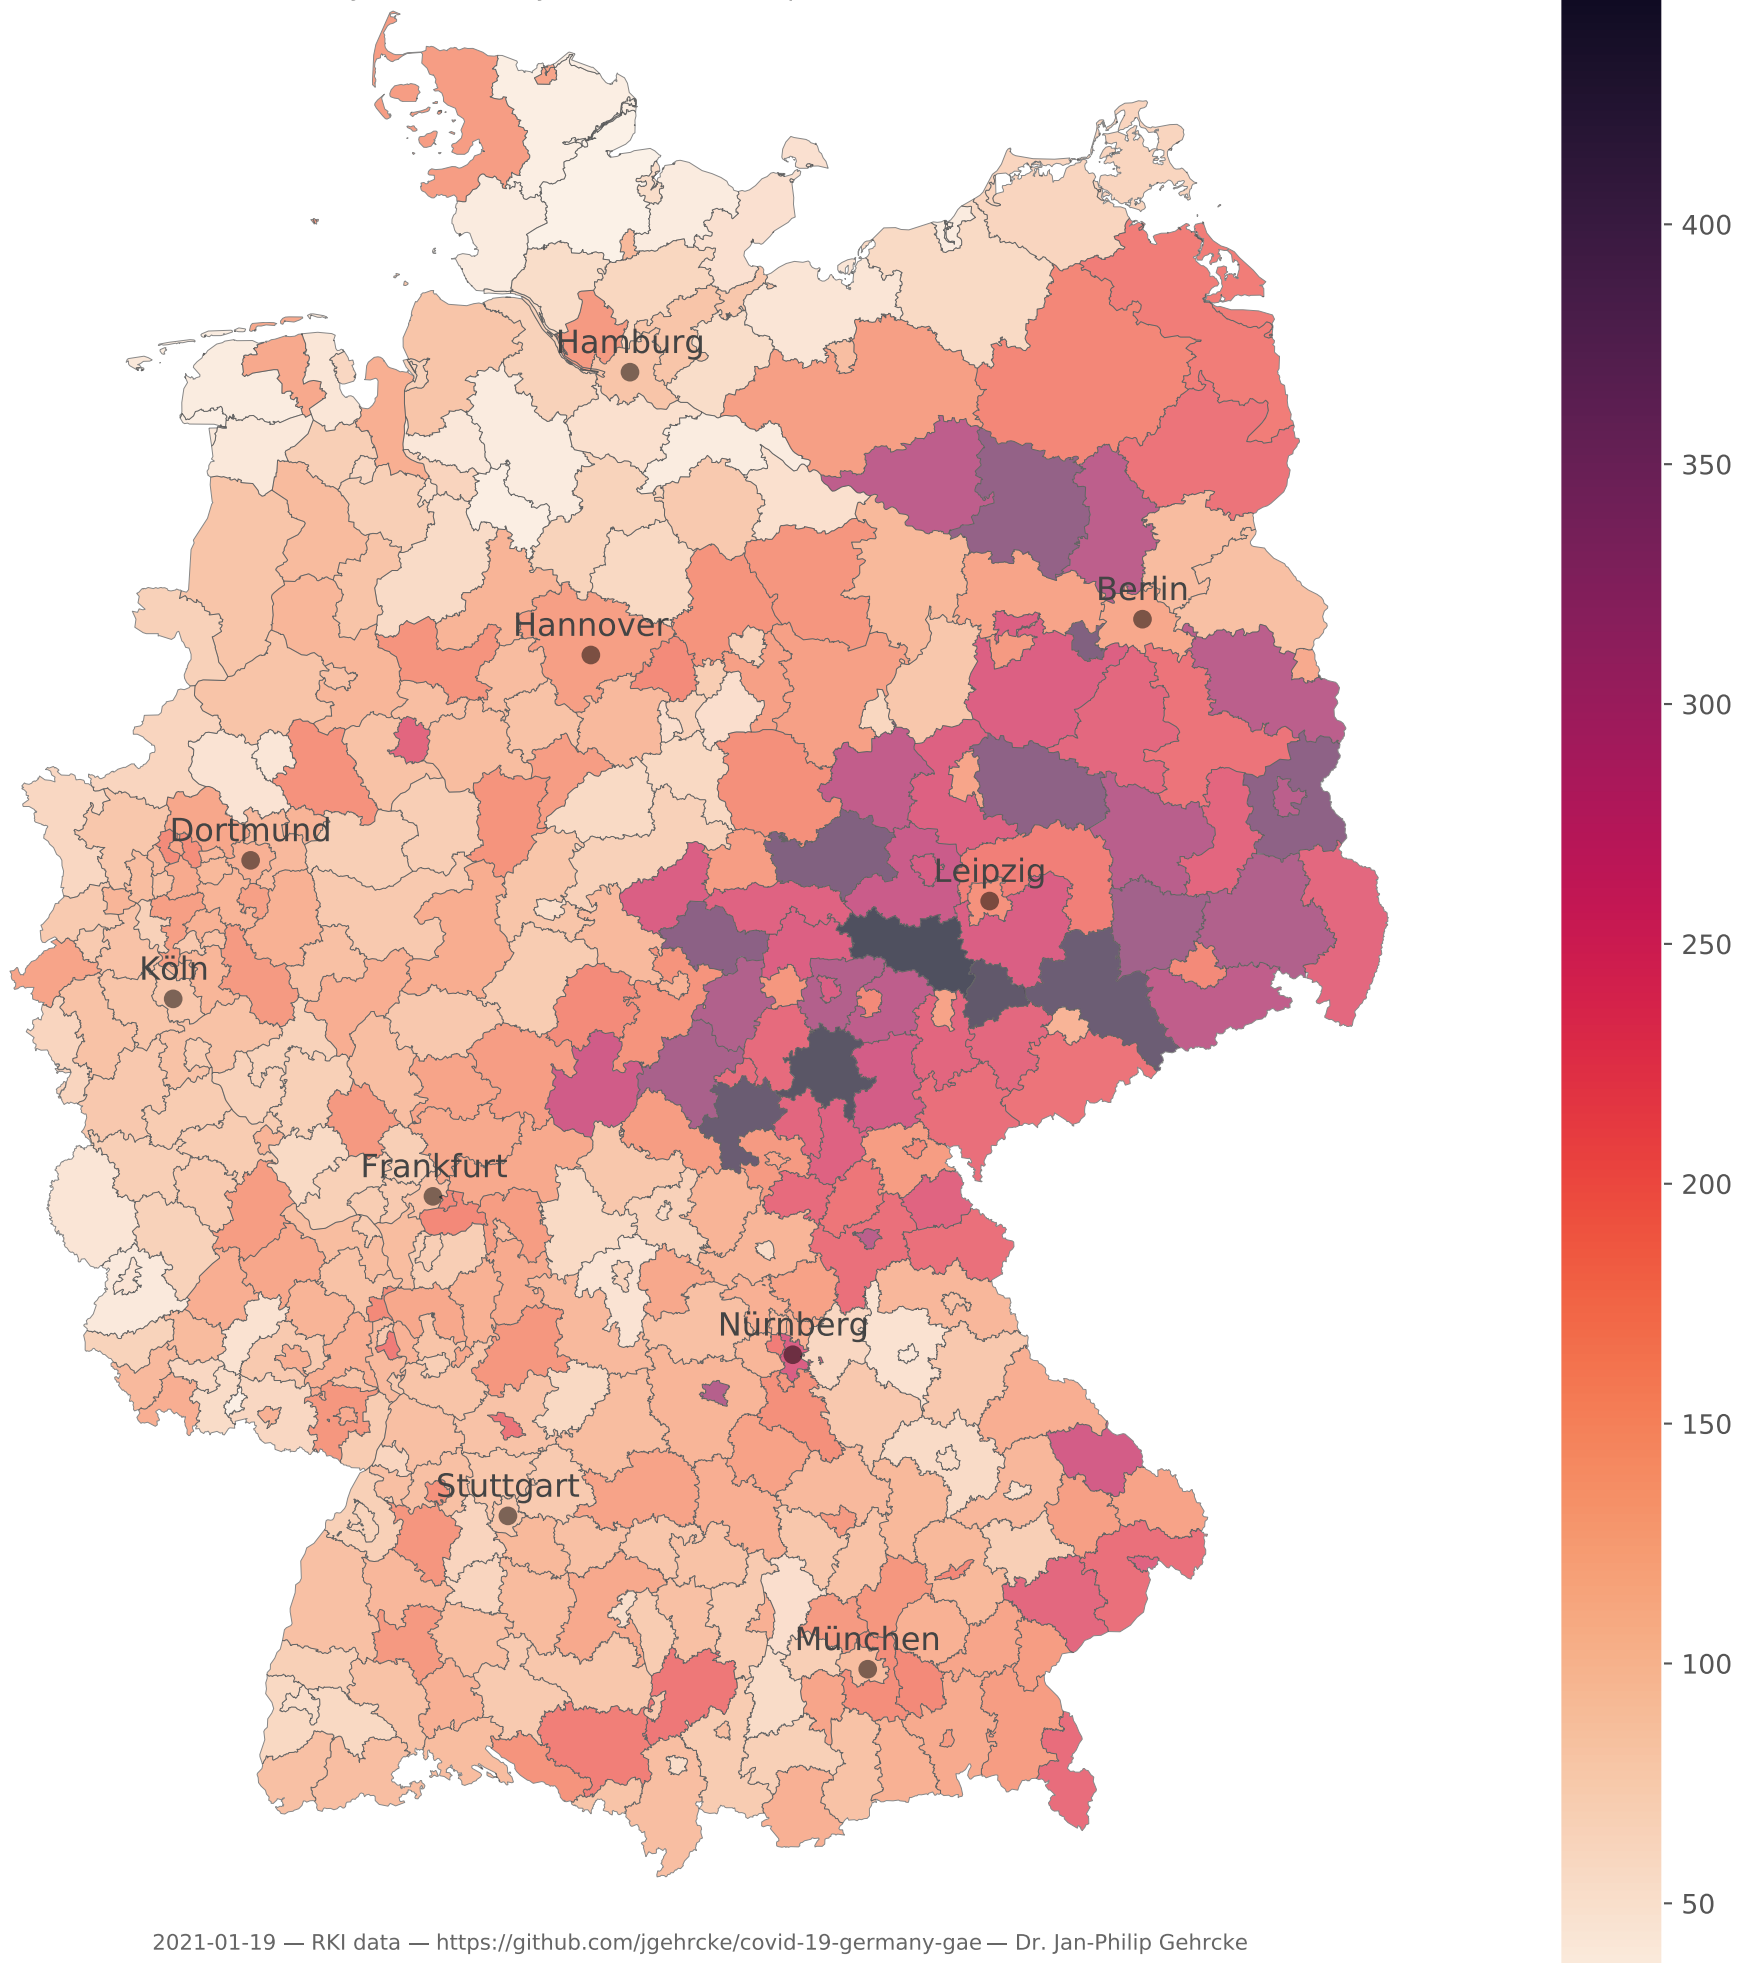 400
Hamburg
350
Berlin
Hannover
300
Dortmund
Leipzig
250
Köln
Frankfurt
200
Nürnberg
150
Stuttgart
München
100
50
2021-01-19 — RKI data — https://github.com/jgehrcke/covid-19-germany-gae — Dr. Jan-Philip Gehrcke